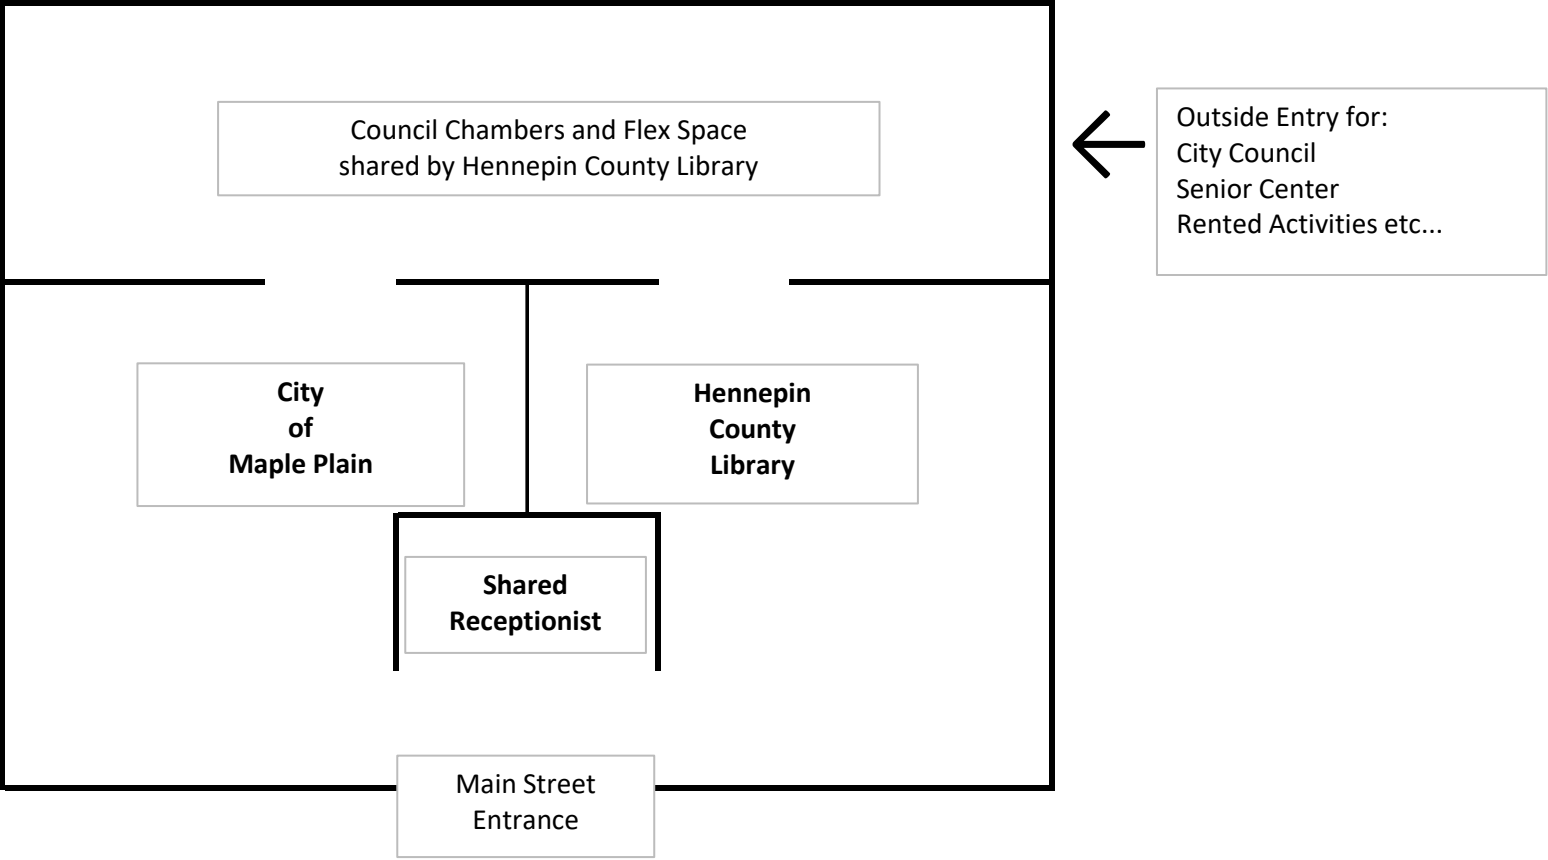 Council Chambers and Flex Space
shared by Hennepin County Library
Outside Entry for:
City Council
Senior Center
Rented Activities etc...
City
of
Maple Plain
Hennepin
County
Library
Shared
Receptionist
Main Street
Entrance